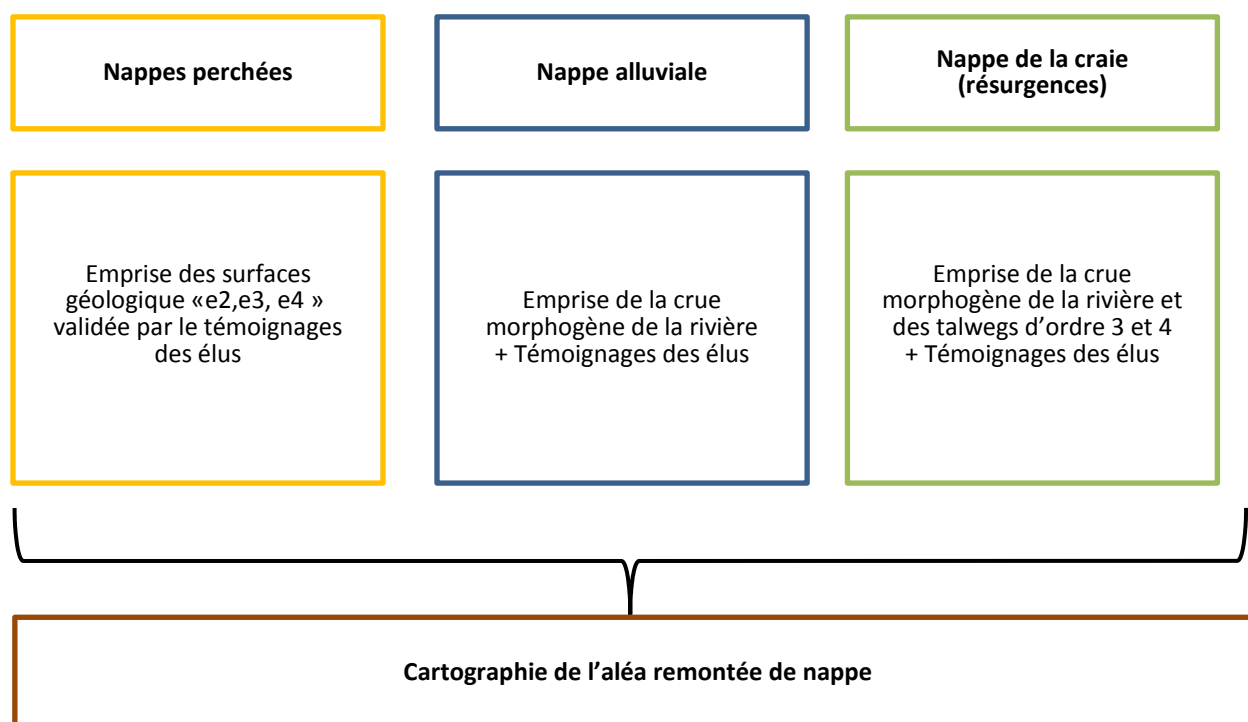 Nappes perchées
Nappe alluviale
Nappe de la craie
(résurgences)
Emprise des surfaces
géologique «e2,e3, e4 »
validée par le témoignages
des élus
Emprise de la crue
morphogène de la rivière
+ Témoignages des élus
Emprise de la crue
morphogène de la rivière et
des talwegs d’ordre 3 et 4
+ Témoignages des élus
Cartographie de l’aléa remontée de nappe